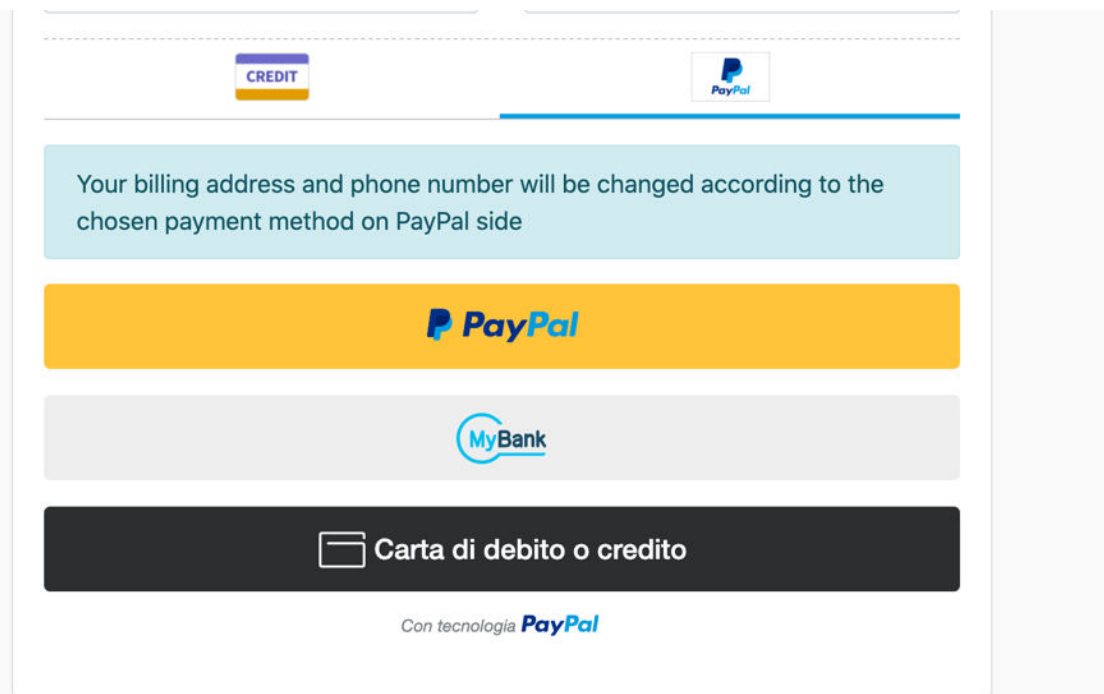 CREDIT
PayPal
Your billing address and phone number will be changed according to the
chosen payment method on PayPal side
PayPal
MyBank
Carta di debito o credito
Con tecnologia PayPal